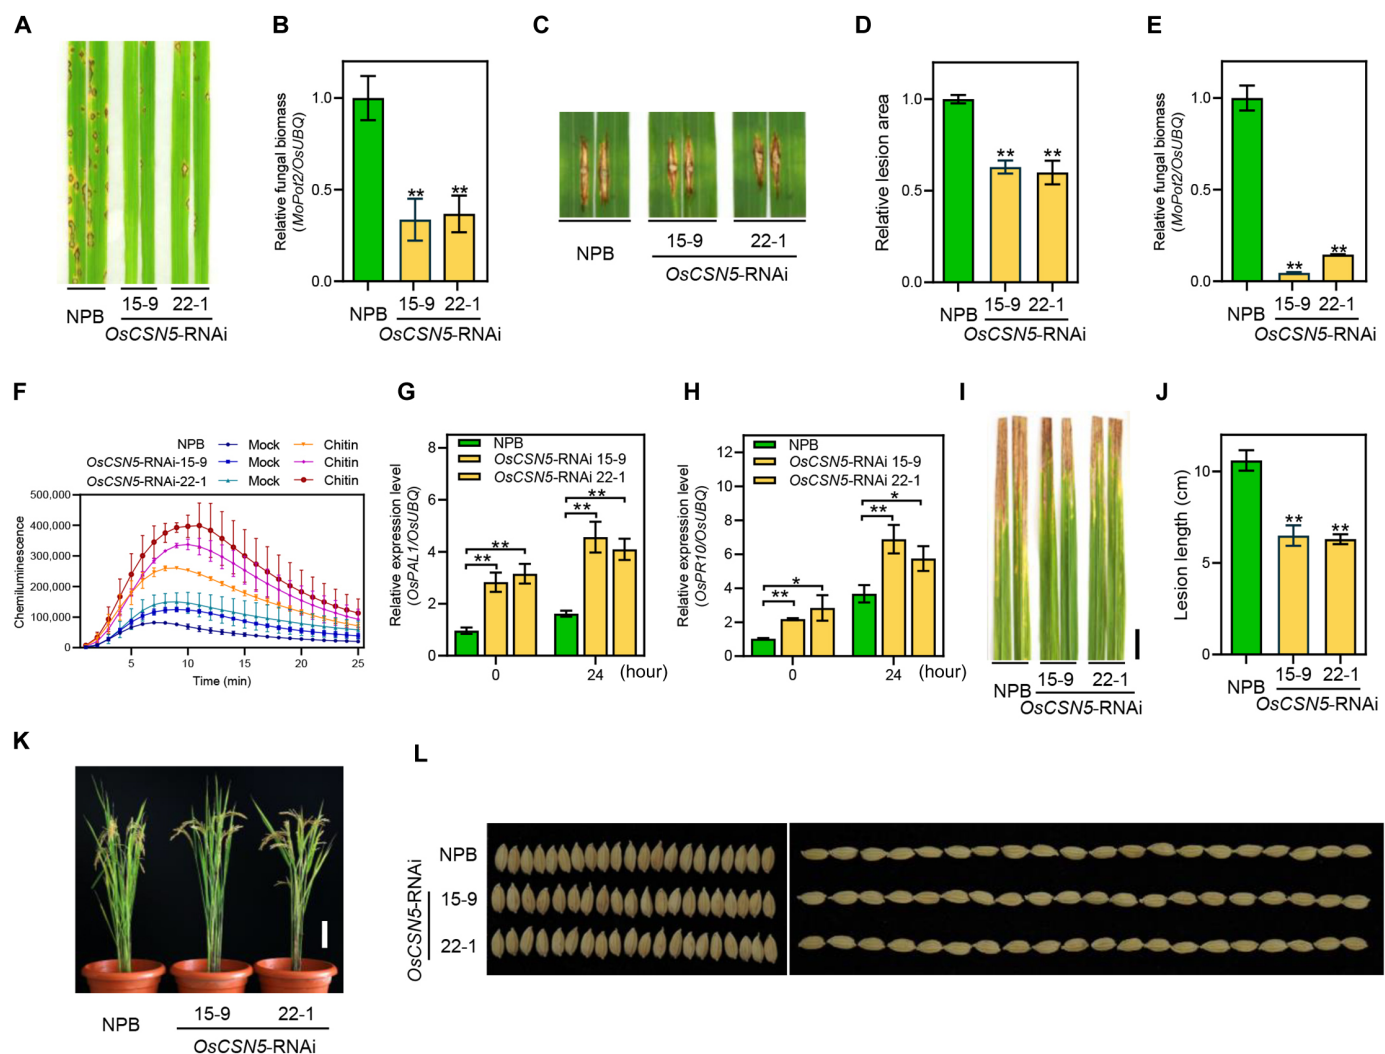 A
NPB
15-9
22-1
OsCSN5-RNAi
B
Relative fungal biomass
(MoPot2/OsUBQ)
1.0
0.5
0.0
**
**
NPB
15-9
22-1
OsCSN5-RNAi
C
NPB
15-9
22-1
OsCSN5-RNAi
D
Relative lesion area
1.0
0.5
0.0
**
**
NPB
15-9
22-1
OsCSN5-RNAi
E
Relative fungal biomass
(MoPot2/OsUBQ)
1.0
0.5
0.0
**
**
NPB
15-9
22-1
OsCSN5-RNAi
F
NPB Mock Chitin
OsCSN5-RNAi-15-9 Mock Chitin
OsCSN5-RNAi-22-1 Mock Chitin
Chemiluminescence
500,000
400,000
300,000
200,000
100,000
0
5 10 15 20 25
Time (min)
G
Relative expression level
(OsPAL1/OsUBQ)
8
6
4
2
0
NPB
OsCSN5-RNAi 15-9
OsCSN5-RNAi 22-1
**
**
**
**
0 24 (hour)
H
Relative expression level
(OsPR10/OsUBQ)
12
10
8
6
4
2
0
NPB
OsCSN5-RNAi 15-9
OsCSN5-RNAi 22-1
*
**
*
**
0 24 (hour)
I
NPB
15-9
22-1
OsCSN5-RNAi
J
Lesion length (cm)
10
5
0
**
**
NPB
15-9
22-1
OsCSN5-RNAi
K
NPB
15-9
22-1
OsCSN5-RNAi
L
NPB
15-9
22-1
OsCSN5-RNAi